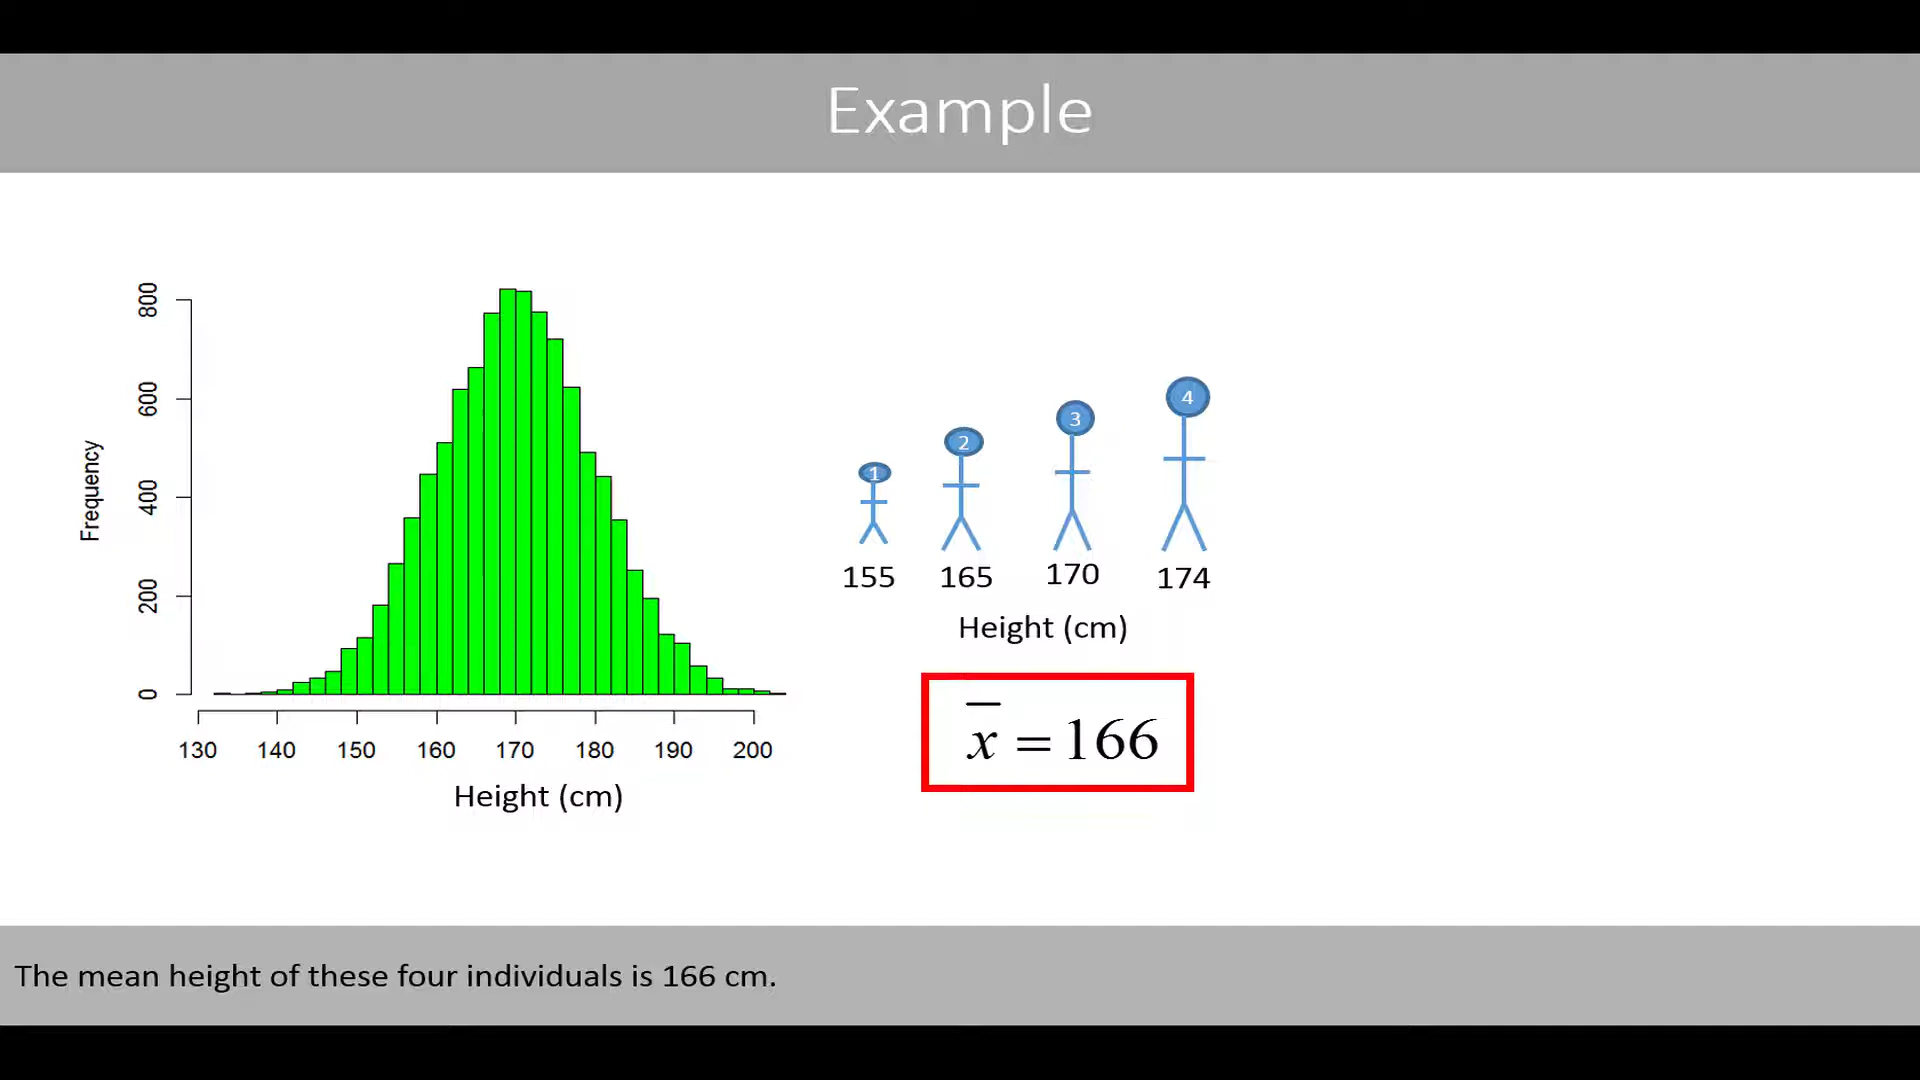 Example
Frequency
800
600
400
200
0
130 140 150 160 170 180 190 200
Height (cm)
1 2 3 4
155 165 170 174
Height (cm)
x̅ = 166
The mean height of these four individuals is 166 cm.